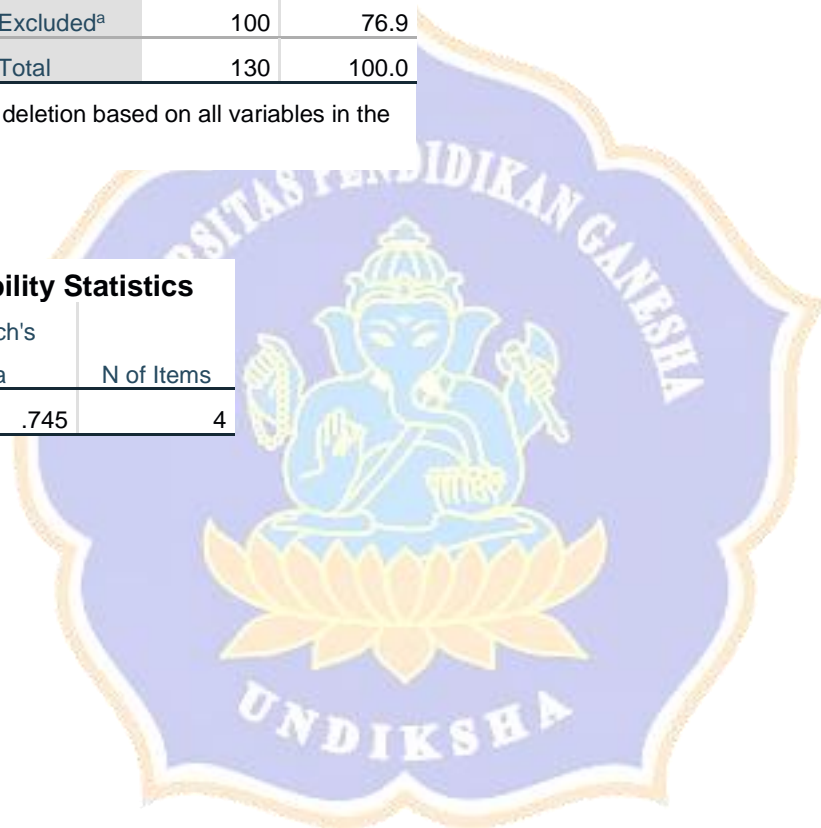 Excludedᵃ 100 76.9
Total 130 100.0
deletion based on all variables in the
UNIVERSITAS PENDIDIKAN GANESHA
bility Statistics
ch's
a N of Items
.745 4
UNDIKSHA